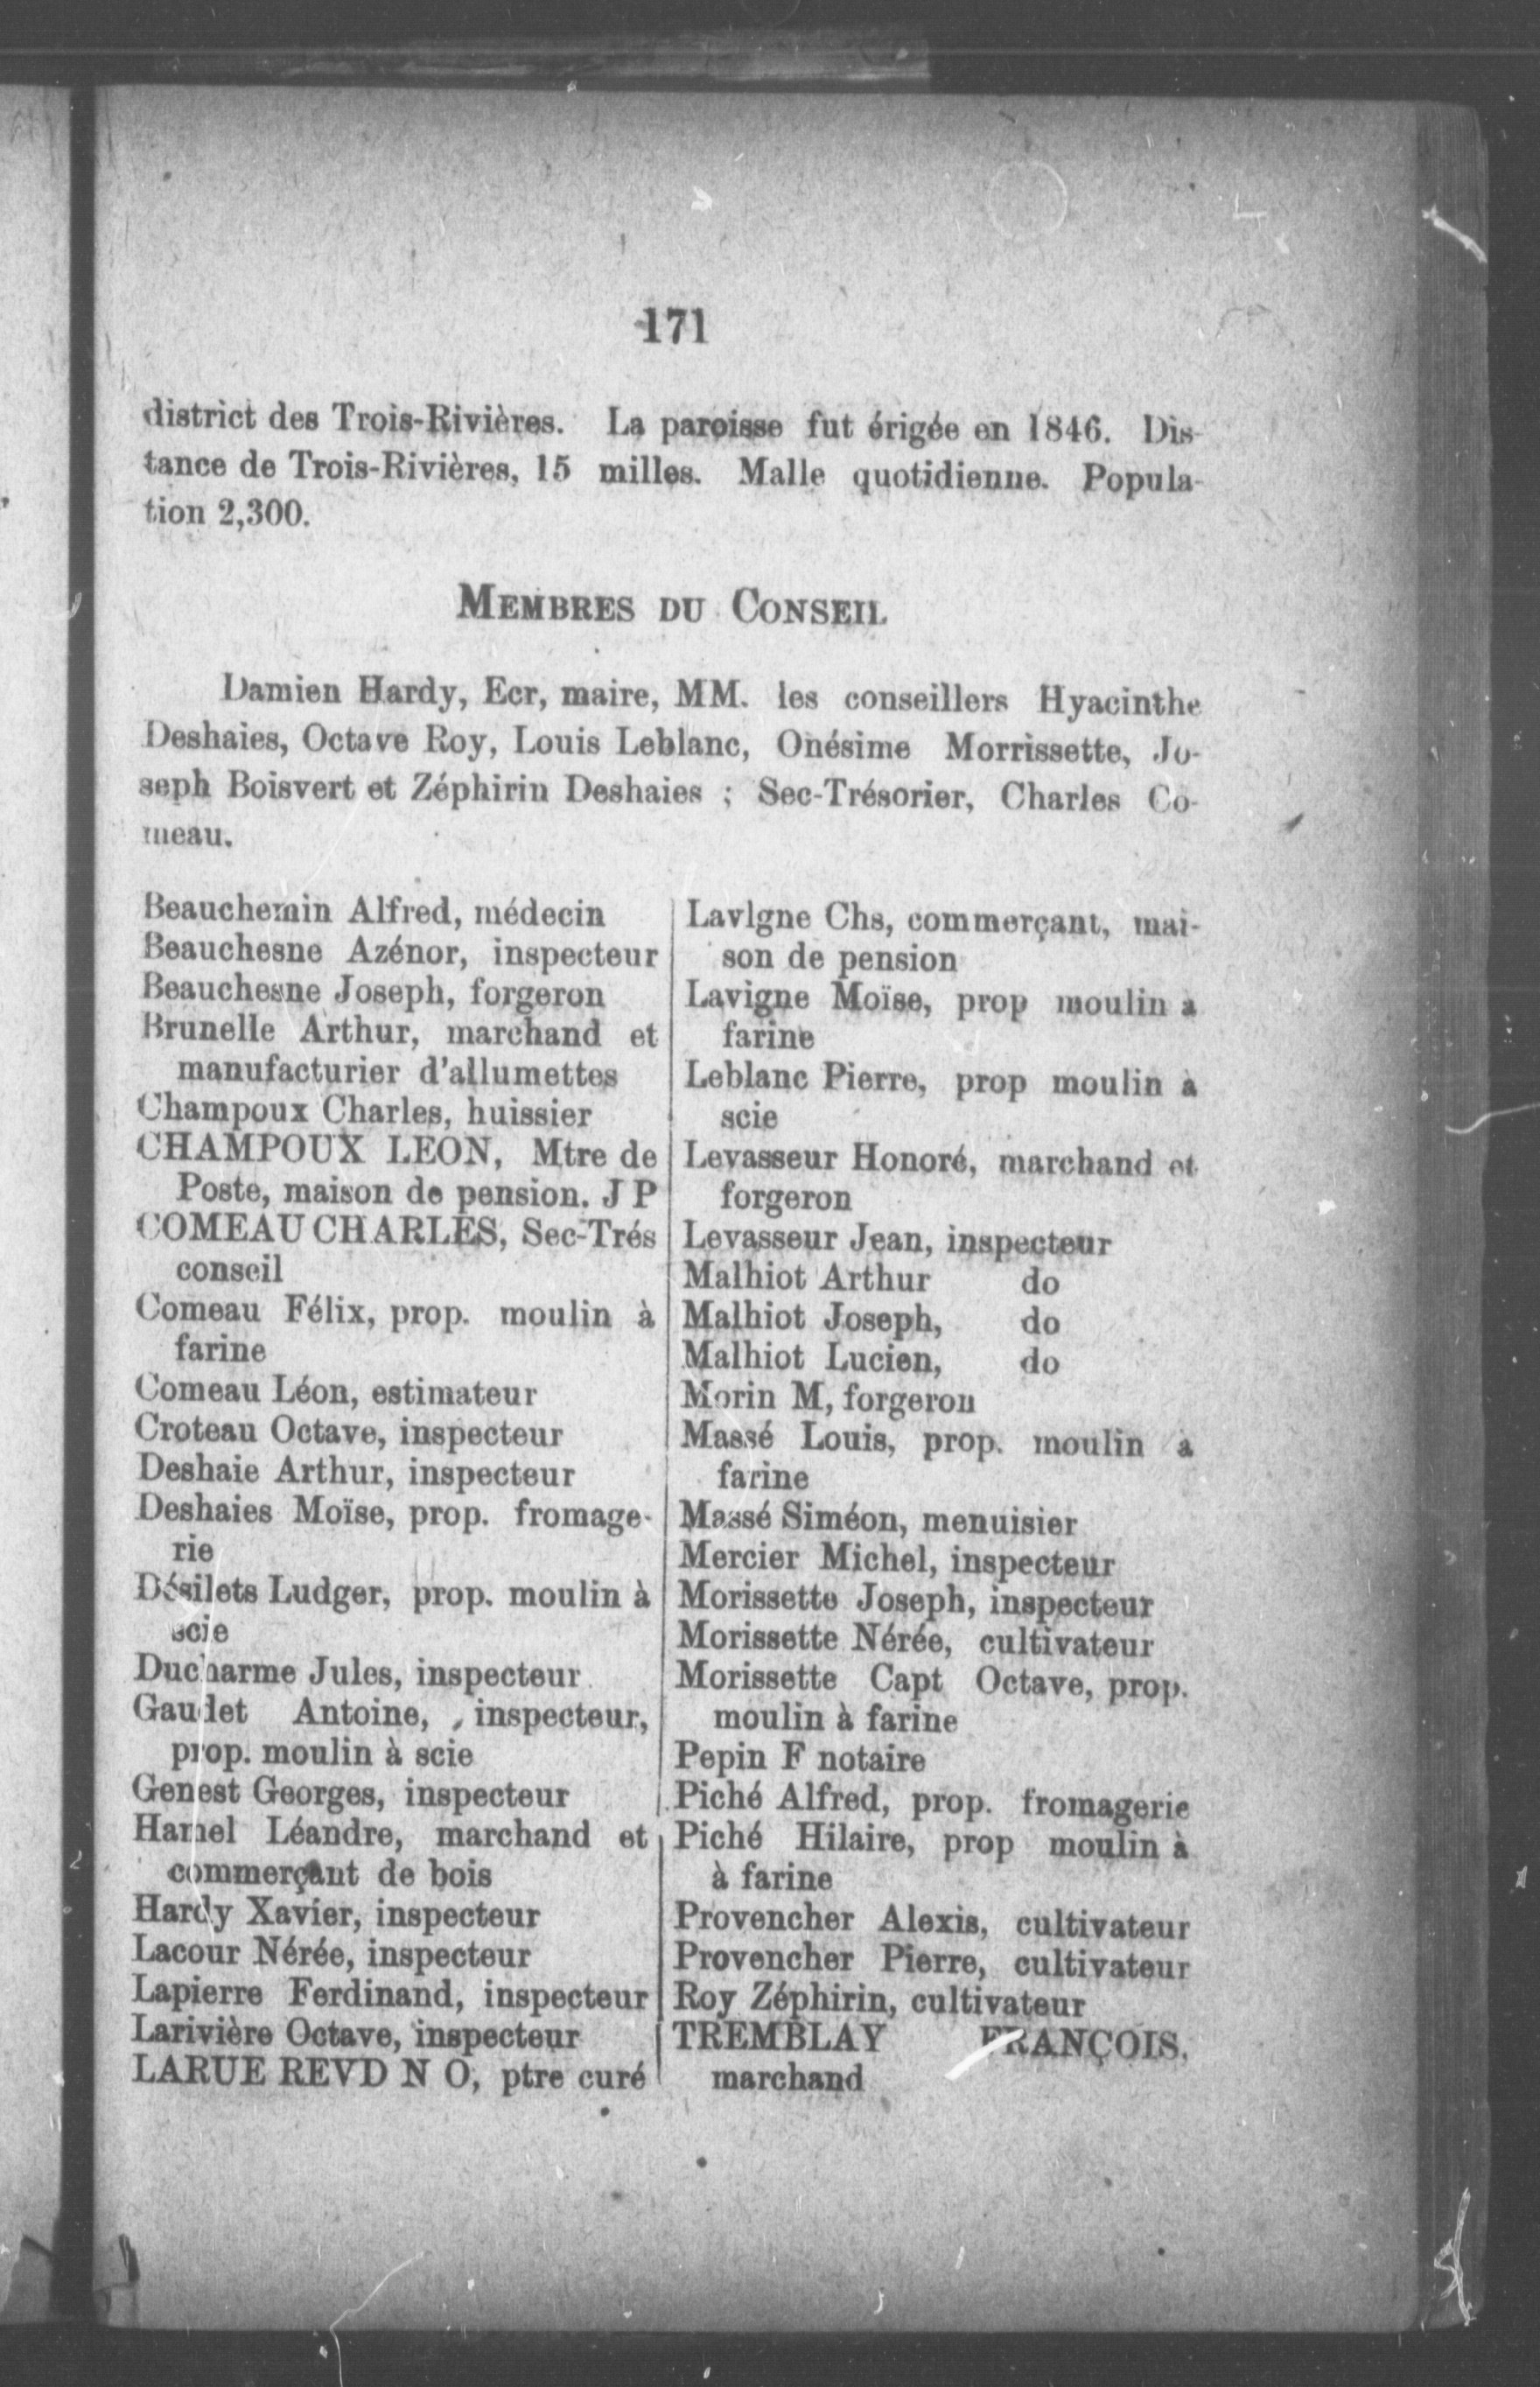 171
district des Trois-Rivières. La paroisse fut érigée en 1846. Dis-
tance de Trois-Rivières, 15 milles. Malle quotidienne. Popula-
tion 2,300.
MEMBRES DU CONSEIL
Damien Hardy, Ecr, maire, MM. les conseillers Hyacinthe
Deshaies, Octave Roy, Louis Leblanc, Onésime Morrissette, Jo-
seph Boisvert et Zéphirin Deshaies ; Sec-Trésorier, Charles Co-
meau.
Beauchemin Alfred, médecin
Beauchesne Azénor, inspecteur
Beauchesne Joseph, forgeron
Brunelle Arthur, marchand et
manufacturier d'allumettes
Champoux Charles, huissier
CHAMPOUX LEON, Mtre de
Poste, maison de pension. J P
COMEAU CHARLES, Sec-Trés
conseil
Comeau Félix, prop. moulin à
farine
Comeau Léon, estimateur
Croteau Octave, inspecteur
Deshaie Arthur, inspecteur
Deshaies Moïse, prop. fromage-
rie
Désilets Ludger, prop. moulin à
scie
Ducharme Jules, inspecteur
Gaudet Antoine, inspecteur,
prop. moulin à scie
Genest Georges, inspecteur
Hamel Léandre, marchand et
commerçant de bois
Hardy Xavier, inspecteur
Lacour Nérée, inspecteur
Lapierre Ferdinand, inspecteur
Larivière Octave, inspecteur
LARUE REVD N O, ptre curé
Lavigne Chs, commerçant, mai-
son de pension
Lavigne Moïse, prop moulin à
farine
Leblanc Pierre, prop moulin à
scie
Levasseur Honoré, marchand et
forgeron
Levasseur Jean, inspecteur
Malhiot Arthur do
Malhiot Joseph, do
Malhiot Lucien, do
Morin M, forgeron
Massé Louis, prop. moulin à
farine
Massé Siméon, menuisier
Mercier Michel, inspecteur
Morissette Joseph, inspecteur
Morissette Nérée, cultivateur
Morissette Capt Octave, prop.
moulin à farine
Pepin F notaire
Piché Alfred, prop. fromagerie
Piché Hilaire, prop moulin à
à farine
Provencher Alexis, cultivateur
Provencher Pierre, cultivateur
Roy Zéphirin, cultivateur
TREMBLAY FRANÇOIS,
marchand